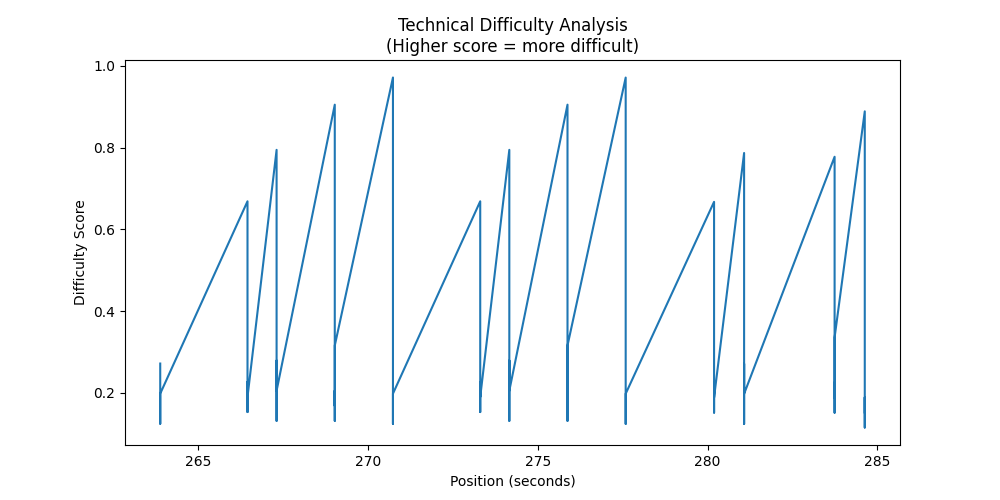 Technical Difficulty Analysis
(Higher score = more difficult)
1.0
0.8
0.6
0.4
0.2
Difficulty Score
265 270 275 280 285
Position (seconds)